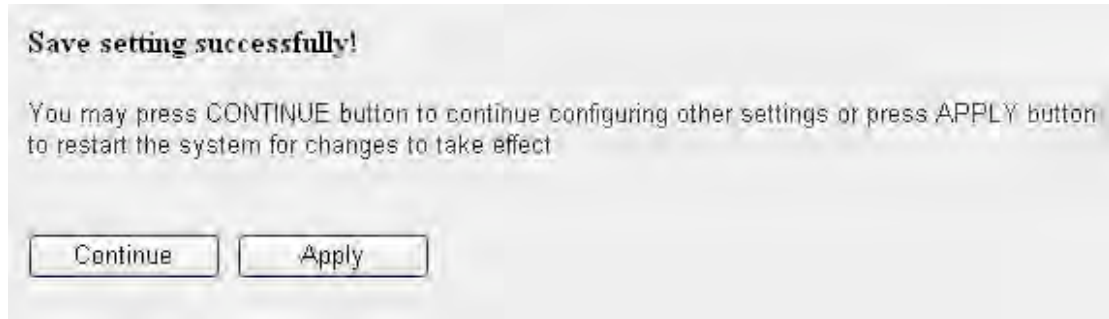 Save setting successfully!
You may press CONTINUE button to continue configuring other settings or press APPLY button
to restart the system for changes to take effect
Continue
Apply